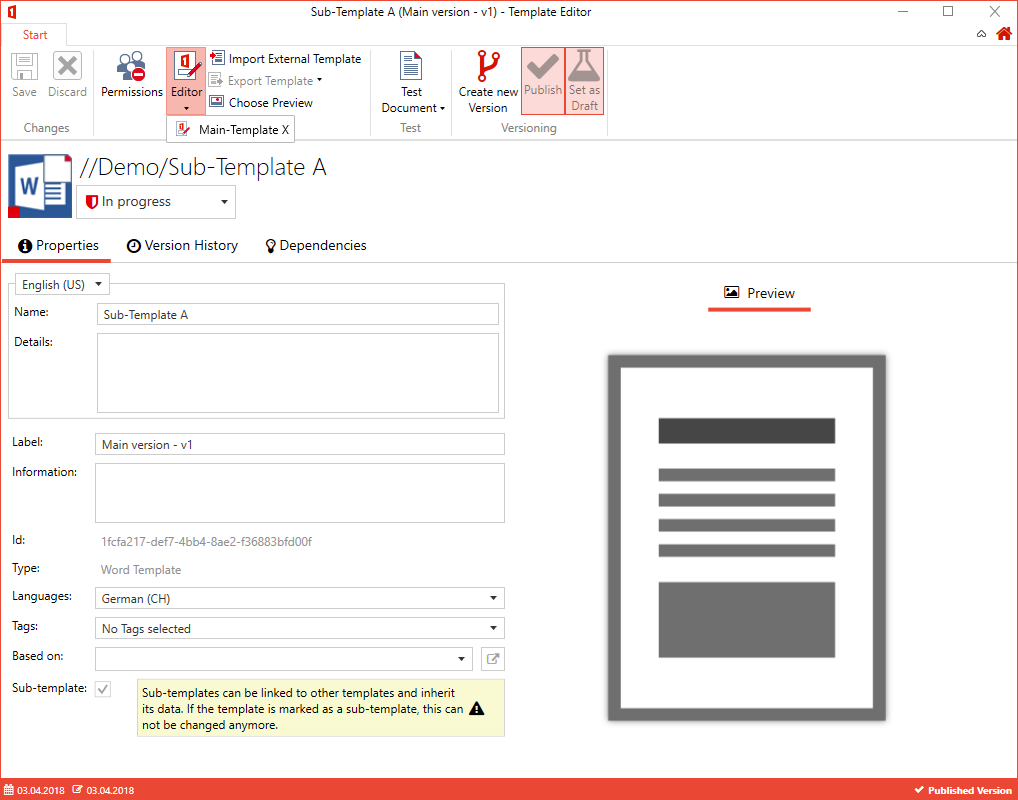 Sub-Template A (Main version - v1) - Template Editor
Start
Save
Discard
Changes
Permissions
Editor
Import External Template
Export Template
Choose Preview
Main-Template X
Test
Document
Test
Create new
Version
Publish
Set as
Draft
Versioning
W
//Demo/Sub-Template A
In progress
Properties
Version History
Dependencies
English (US)
Name:
Sub-Template A
Details:
Label:
Main version - v1
Information:
Id:
1fcfa217-def7-4bb4-8ae2-f36883bfd00f
Type:
Word Template
Languages:
German (CH)
Tags:
No Tags selected
Based on:
Sub-template:
Sub-templates can be linked to other templates and inherit
its data. If the template is marked as a sub-template, this can
not be changed anymore.
Preview
03.04.2018
03.04.2018
Published Version